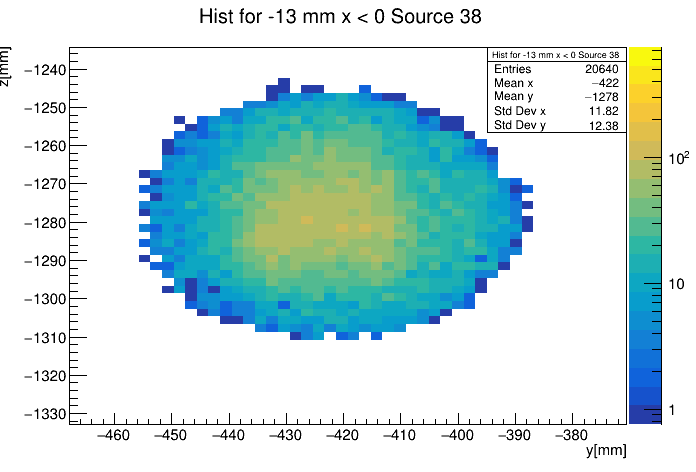 Hist for -13 mm x < 0 Source 38
z[mm]
Hist for -13 mm x < 0 Source 38
Entries 20640
Mean x −422
Mean y −1278
Std Dev x 11.82
Std Dev y 12.38
−1240
−1250
−1260
−1270
−1280
−1290
−1300
−1310
−1320
−1330
−460 −450 −440 −430 −420 −410 −400 −390 −380
y[mm]
10²
10
1